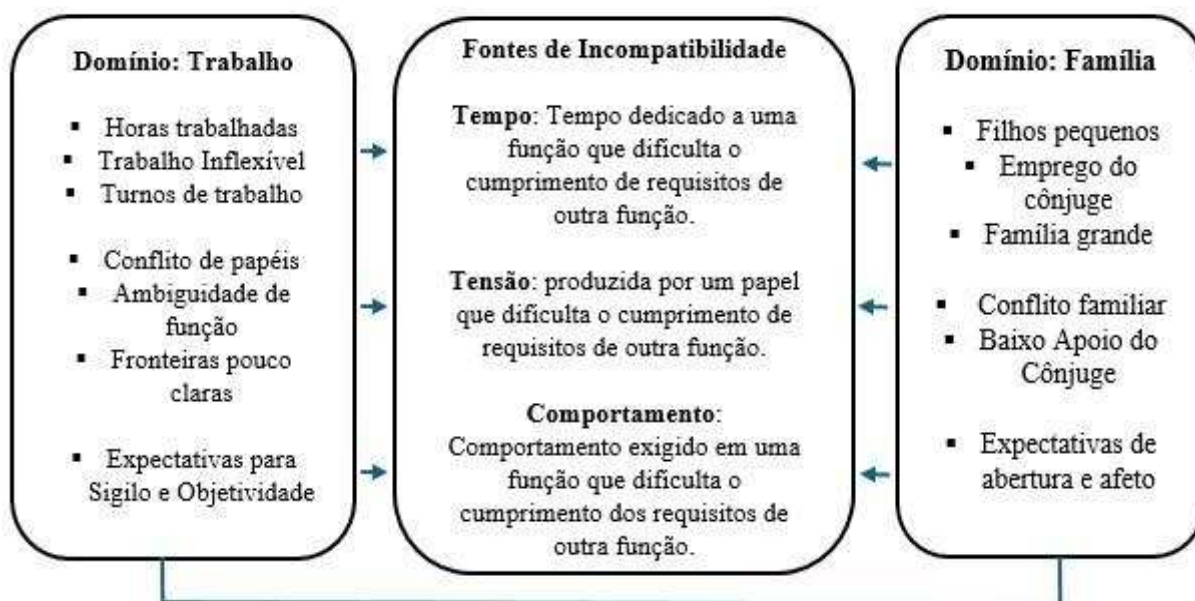 Domínio: Trabalho
▪ Horas trabalhadas
▪ Trabalho Inflexível
▪ Turnos de trabalho
▪ Conflito de papéis
▪ Ambiguidade de
função
▪ Fronteiras pouco
claras
▪ Expectativas para
Sigilo e Objetividade
Fontes de Incompatibilidade
Tempo: Tempo dedicado a uma
função que dificulta o
cumprimento de requisitos de
outra função.
Tensão: produzida por um papel
que dificulta o cumprimento de
requisitos de outra função.
Comportamento:
Comportamento exigido em uma
função que dificulta o
cumprimento dos requisitos de
outra função.
Domínio: Família
▪ Filhos pequenos
▪ Emprego do
cônjuge
▪ Família grande
▪ Conflito familiar
▪ Baixo Apoio do
Cônjuge
▪ Expectativas de
abertura e afeto